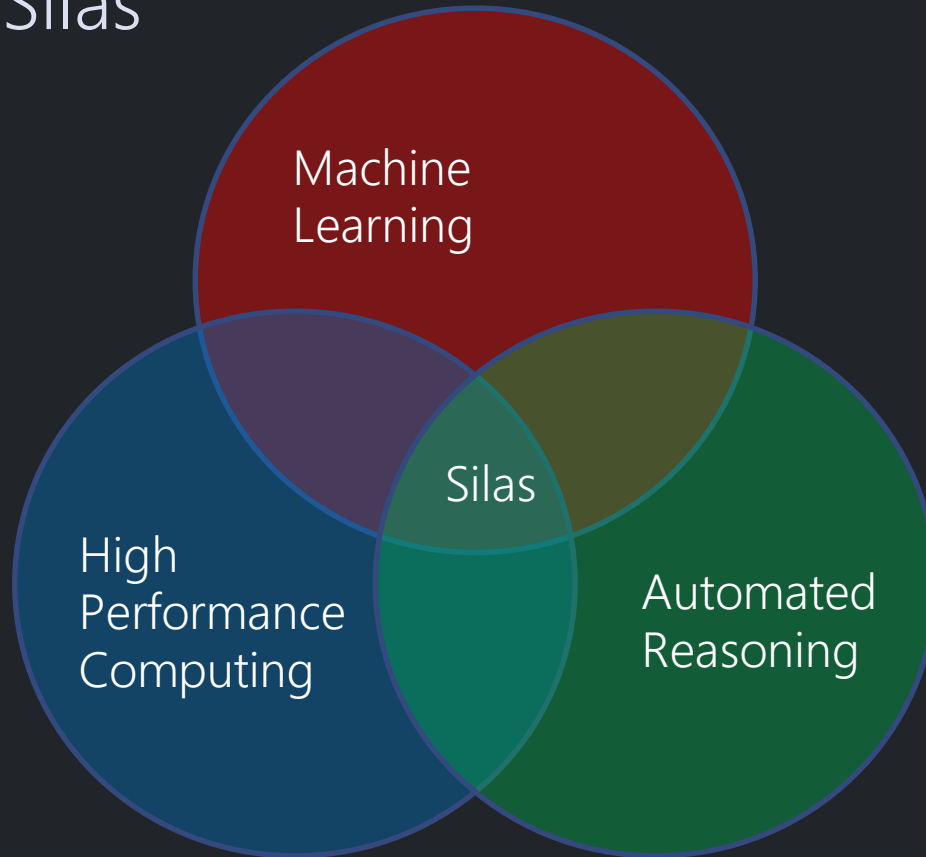 Silas
Machine
Learning
Silas
High
Performance
Computing
Automated
Reasoning